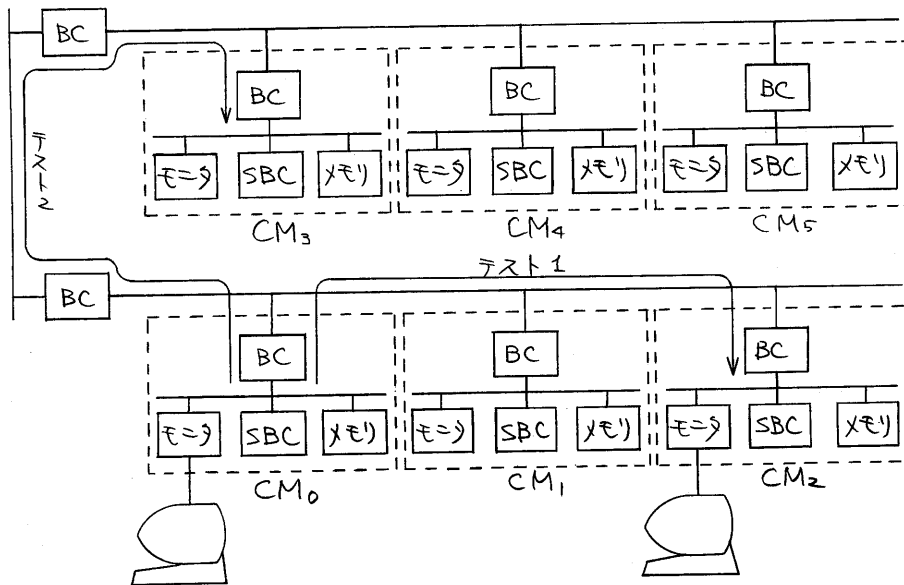 BC
BC BC BC
テスト2
モニタ SBC メモリ モニタ SBC メモリ モニタ SBC メモリ
CM₃ CM₄ CM₅
テスト1
BC
BC BC BC
モニタ SBC メモリ モニタ SBC メモリ モニタ SBC メモリ
CM₀ CM₁ CM₂